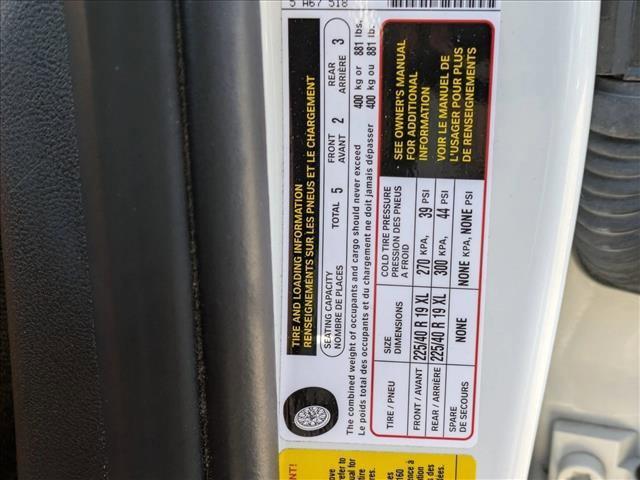 5 A67 518
TIRE AND LOADING INFORMATION
RENSEIGNEMENTS SUR LES PNEUS ET LE CHARGEMENT
SEATING CAPACITY
NOMBRE DE PLACES
TOTAL 5
FRONT
AVANT 2
REAR
ARRIÈRE 3
The combined weight of occupants and cargo should never exceed 400 kg or 881 lbs.
Le poids total des occupants et du chargement ne doit jamais dépasser 400 kg ou 881 lb.
TIRE / PNEU
SIZE
DIMENSIONS
COLD TIRE PRESSURE
PRESSION DES PNEUS
A FROID
FRONT / AVANT 225/40 R 19 XL 270 KPA, 39 PSI
REAR / ARRIÈRE 225/40 R 19 XL 300 KPA, 44 PSI
SPARE
DE SECOURS
NONE NONE KPA, NONE PSI
SEE OWNER'S MANUAL
FOR ADDITIONAL
INFORMATION
VOIR LE MANUEL DE
L'USAGER POUR PLUS
DE RENSEIGNEMENTS